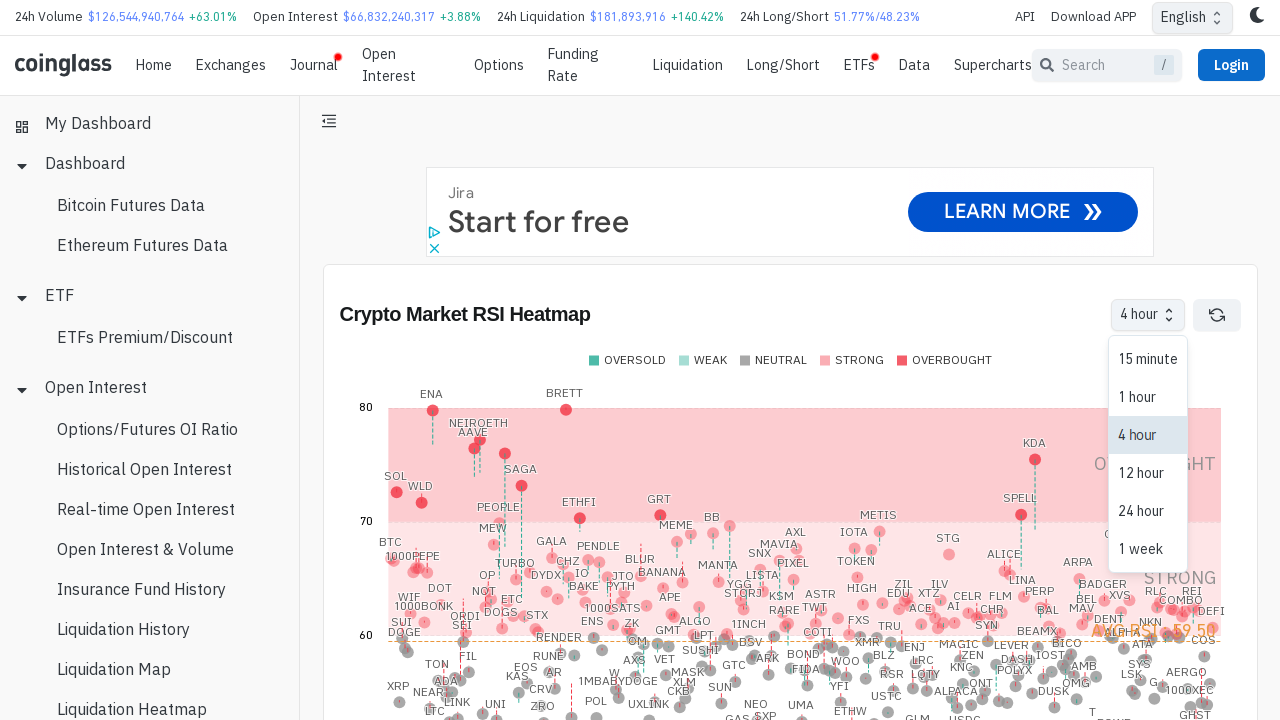 24h Volume $126,544,940,764 +63.01% Open Interest $66,832,240,317 +3.88% 24h Liquidation $181,893,916 +140.42% 24h Long/Short 51.77%/48.23% API Download APP English
coinglass Home Exchanges Journal Open Interest Options Funding Rate Liquidation Long/Short ETFs Data Supercharts Search / Login
My Dashboard
Dashboard
Bitcoin Futures Data
Ethereum Futures Data
ETF
ETFs Premium/Discount
Open Interest
Options/Futures OI Ratio
Historical Open Interest
Real-time Open Interest
Open Interest & Volume
Insurance Fund History
Liquidation History
Liquidation Map
Liquidation Heatmap
Jira
Start for free
LEARN MORE
Crypto Market RSI Heatmap
4 hour
15 minute
1 hour
4 hour
12 hour
24 hour
1 week
OVERSOLD WEAK NEUTRAL STRONG OVERBOUGHT
80
ENA BRETT
NEIROETH
AAVE KDA
SOL SAGA
WLD ETHFI GRT SPELL
PEOPLE METIS
70
MEW MEME BB AXL IOTA STG
BTC GALA PENDLE MAVIA
1000PEPE TURBO CHZ BLUR SNX PIXEL TOKEN ALICE ARPA
STRONG
OP DYDX IO JTO BANANA MANTA LISTA LINA BADGER
DOT NOT BAKE PYTH YGG HIGH ZIL ILV PERP RLC REI
WIF ETC APE STORJ KSM ASTR EDU XTZ CELR FLM BEL XVS COMBO
1000BONK DOGS 1000SATS RARE TWT ACE AI CHR BAL MAV DEFI
SUI ORDI STX ENS ZK ALGO 1INCH FXS TRU SYN DENT NKN
DOGE SEI RENDER GMT COTI BEAMX ALPHA
AVG RSI : 59.50
60
OM LPT BSV XMR ENJ MAGIC LEVER BICO ATA COS
TON FIL RUNE AXS VET SUSHI ARK BOND BLZ LRC ZEN IOST
EOS AR W MASK GTC FIDA WOO RSR LQTY KNC DASH POLYX AMB SYS AERGO
XRP ADA KAS 1MBABYDOGE XLM SUN YFI USTC ALPACA ONT OMG LSK G
NEAR LINK CRV CKB DUSK 1000XEC
LTC UNI ZRO POL UXLINK NEO UMA ETHW T GHST
GAS SXP GLM USDC